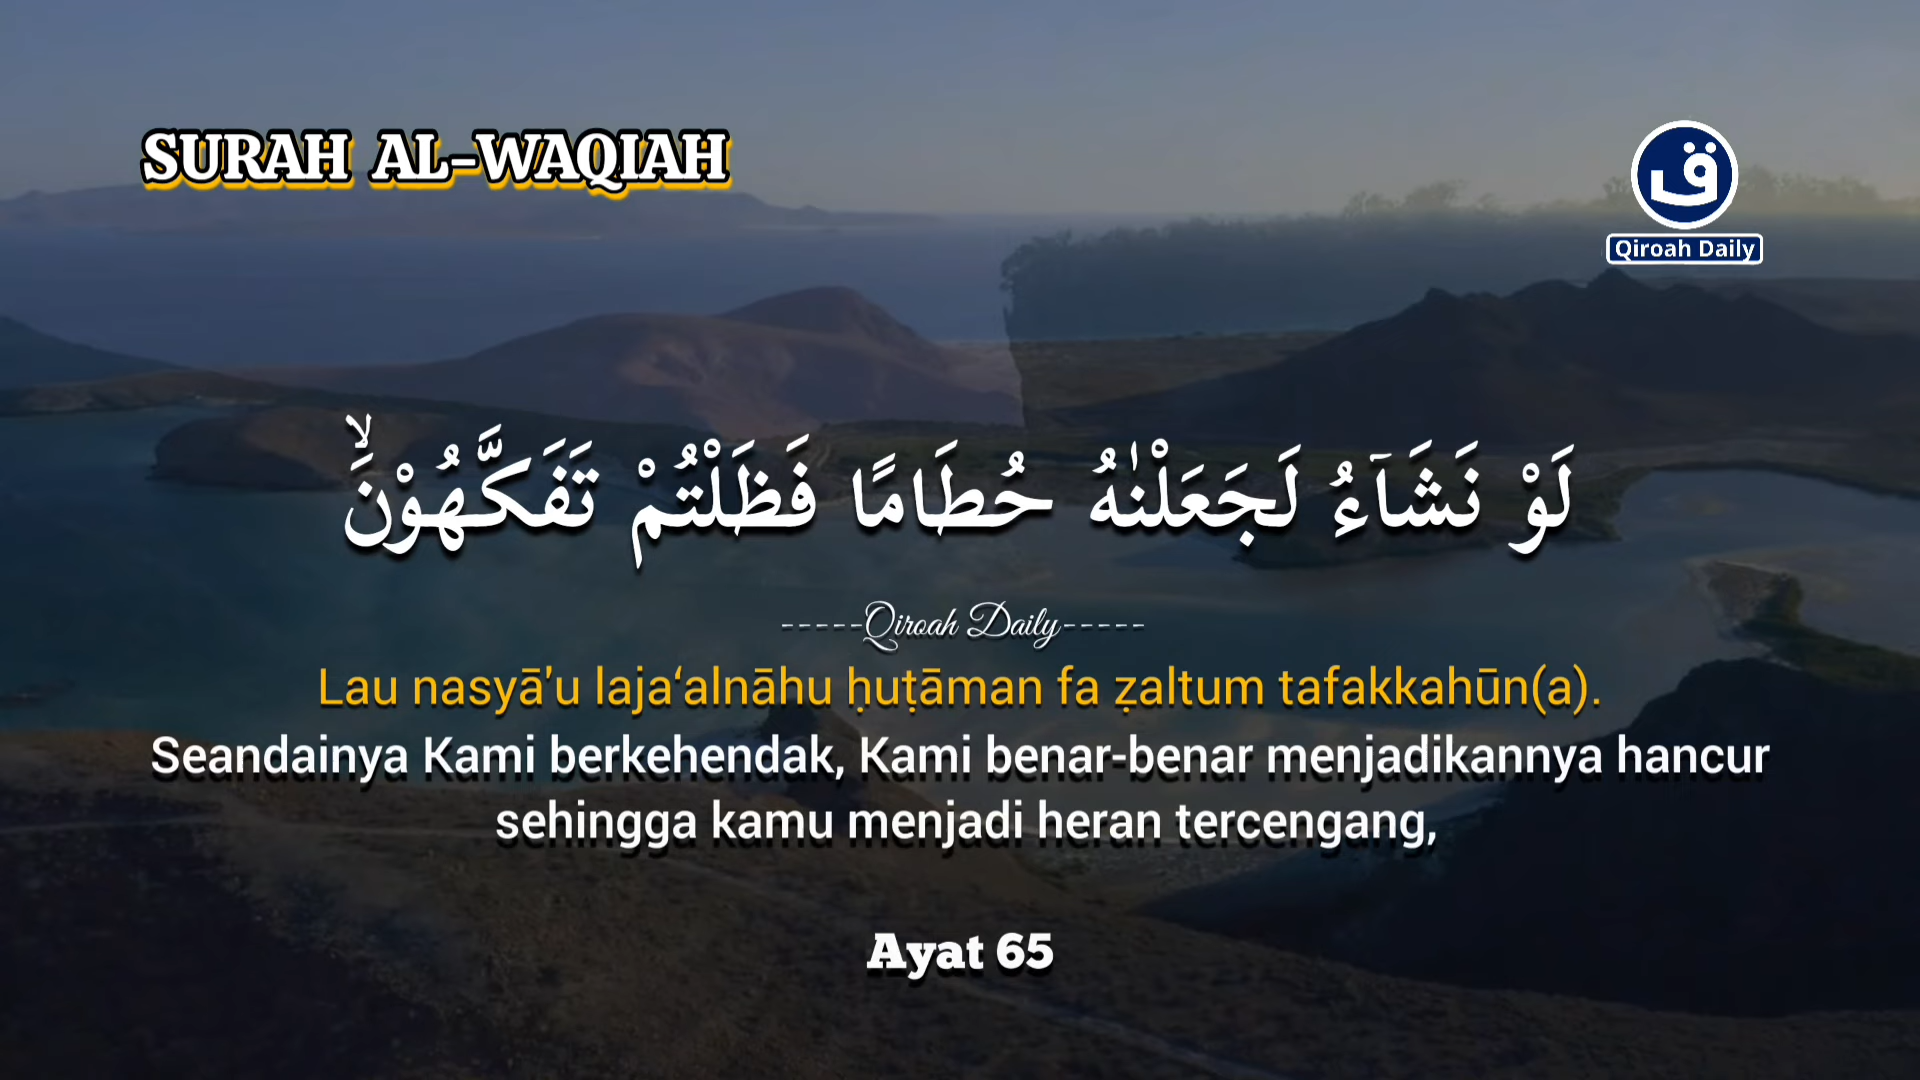 SURAH AL-WAQIAH
ق
Qiroah Daily
لَوْ نَشَاۤءُ لَجَعَلْنٰهُ حُطَامًا فَظَلْتُمْ تَفَكَّهُوْنَۙ
-----Qiroah Daily-----
Lau nasyā'u laja‘alnāhu ḥuṭāman fa ẓaltum tafakkahūn(a).
Seandainya Kami berkehendak, Kami benar-benar menjadikannya hancur
sehingga kamu menjadi heran tercengang,
Ayat 65